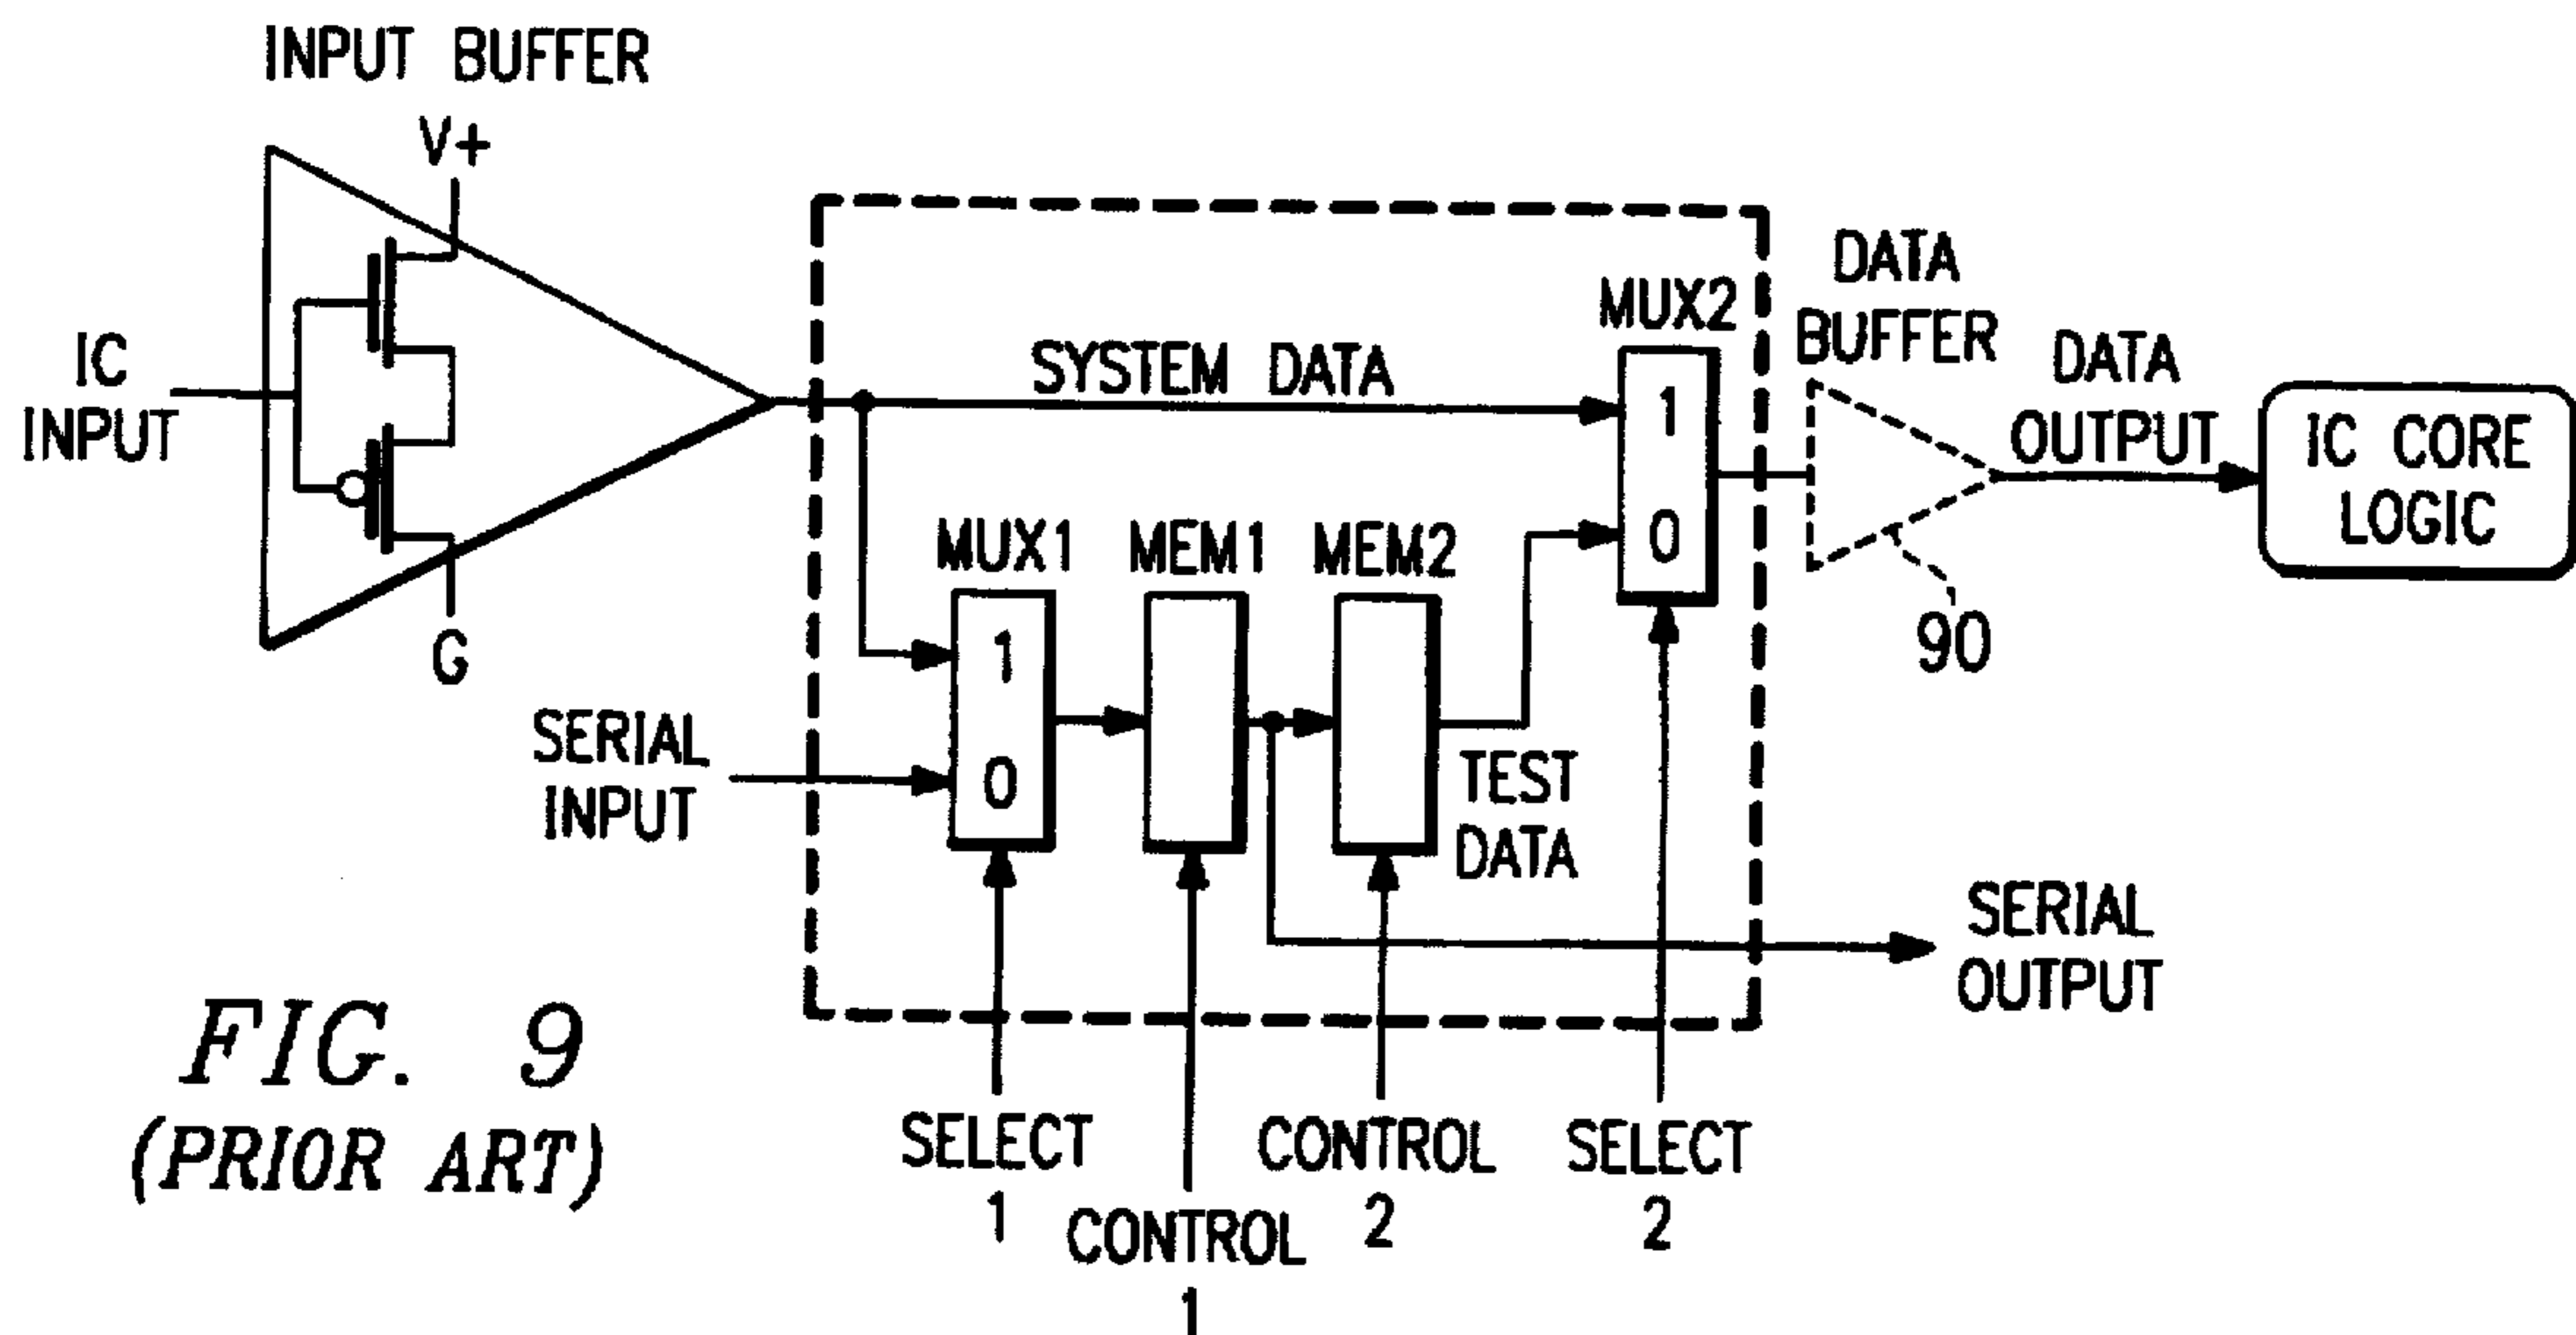 INPUT BUFFER
V+
IC
INPUT
G
SYSTEM DATA
MUX2
1
0
DATA
BUFFER
90
DATA
OUTPUT
IC CORE
LOGIC
MUX1
1
0
MEM1
MEM2
SERIAL
INPUT
TEST
DATA
SERIAL
OUTPUT
SELECT
1
CONTROL
1
CONTROL
2
SELECT
2
FIG. 9
(PRIOR ART)